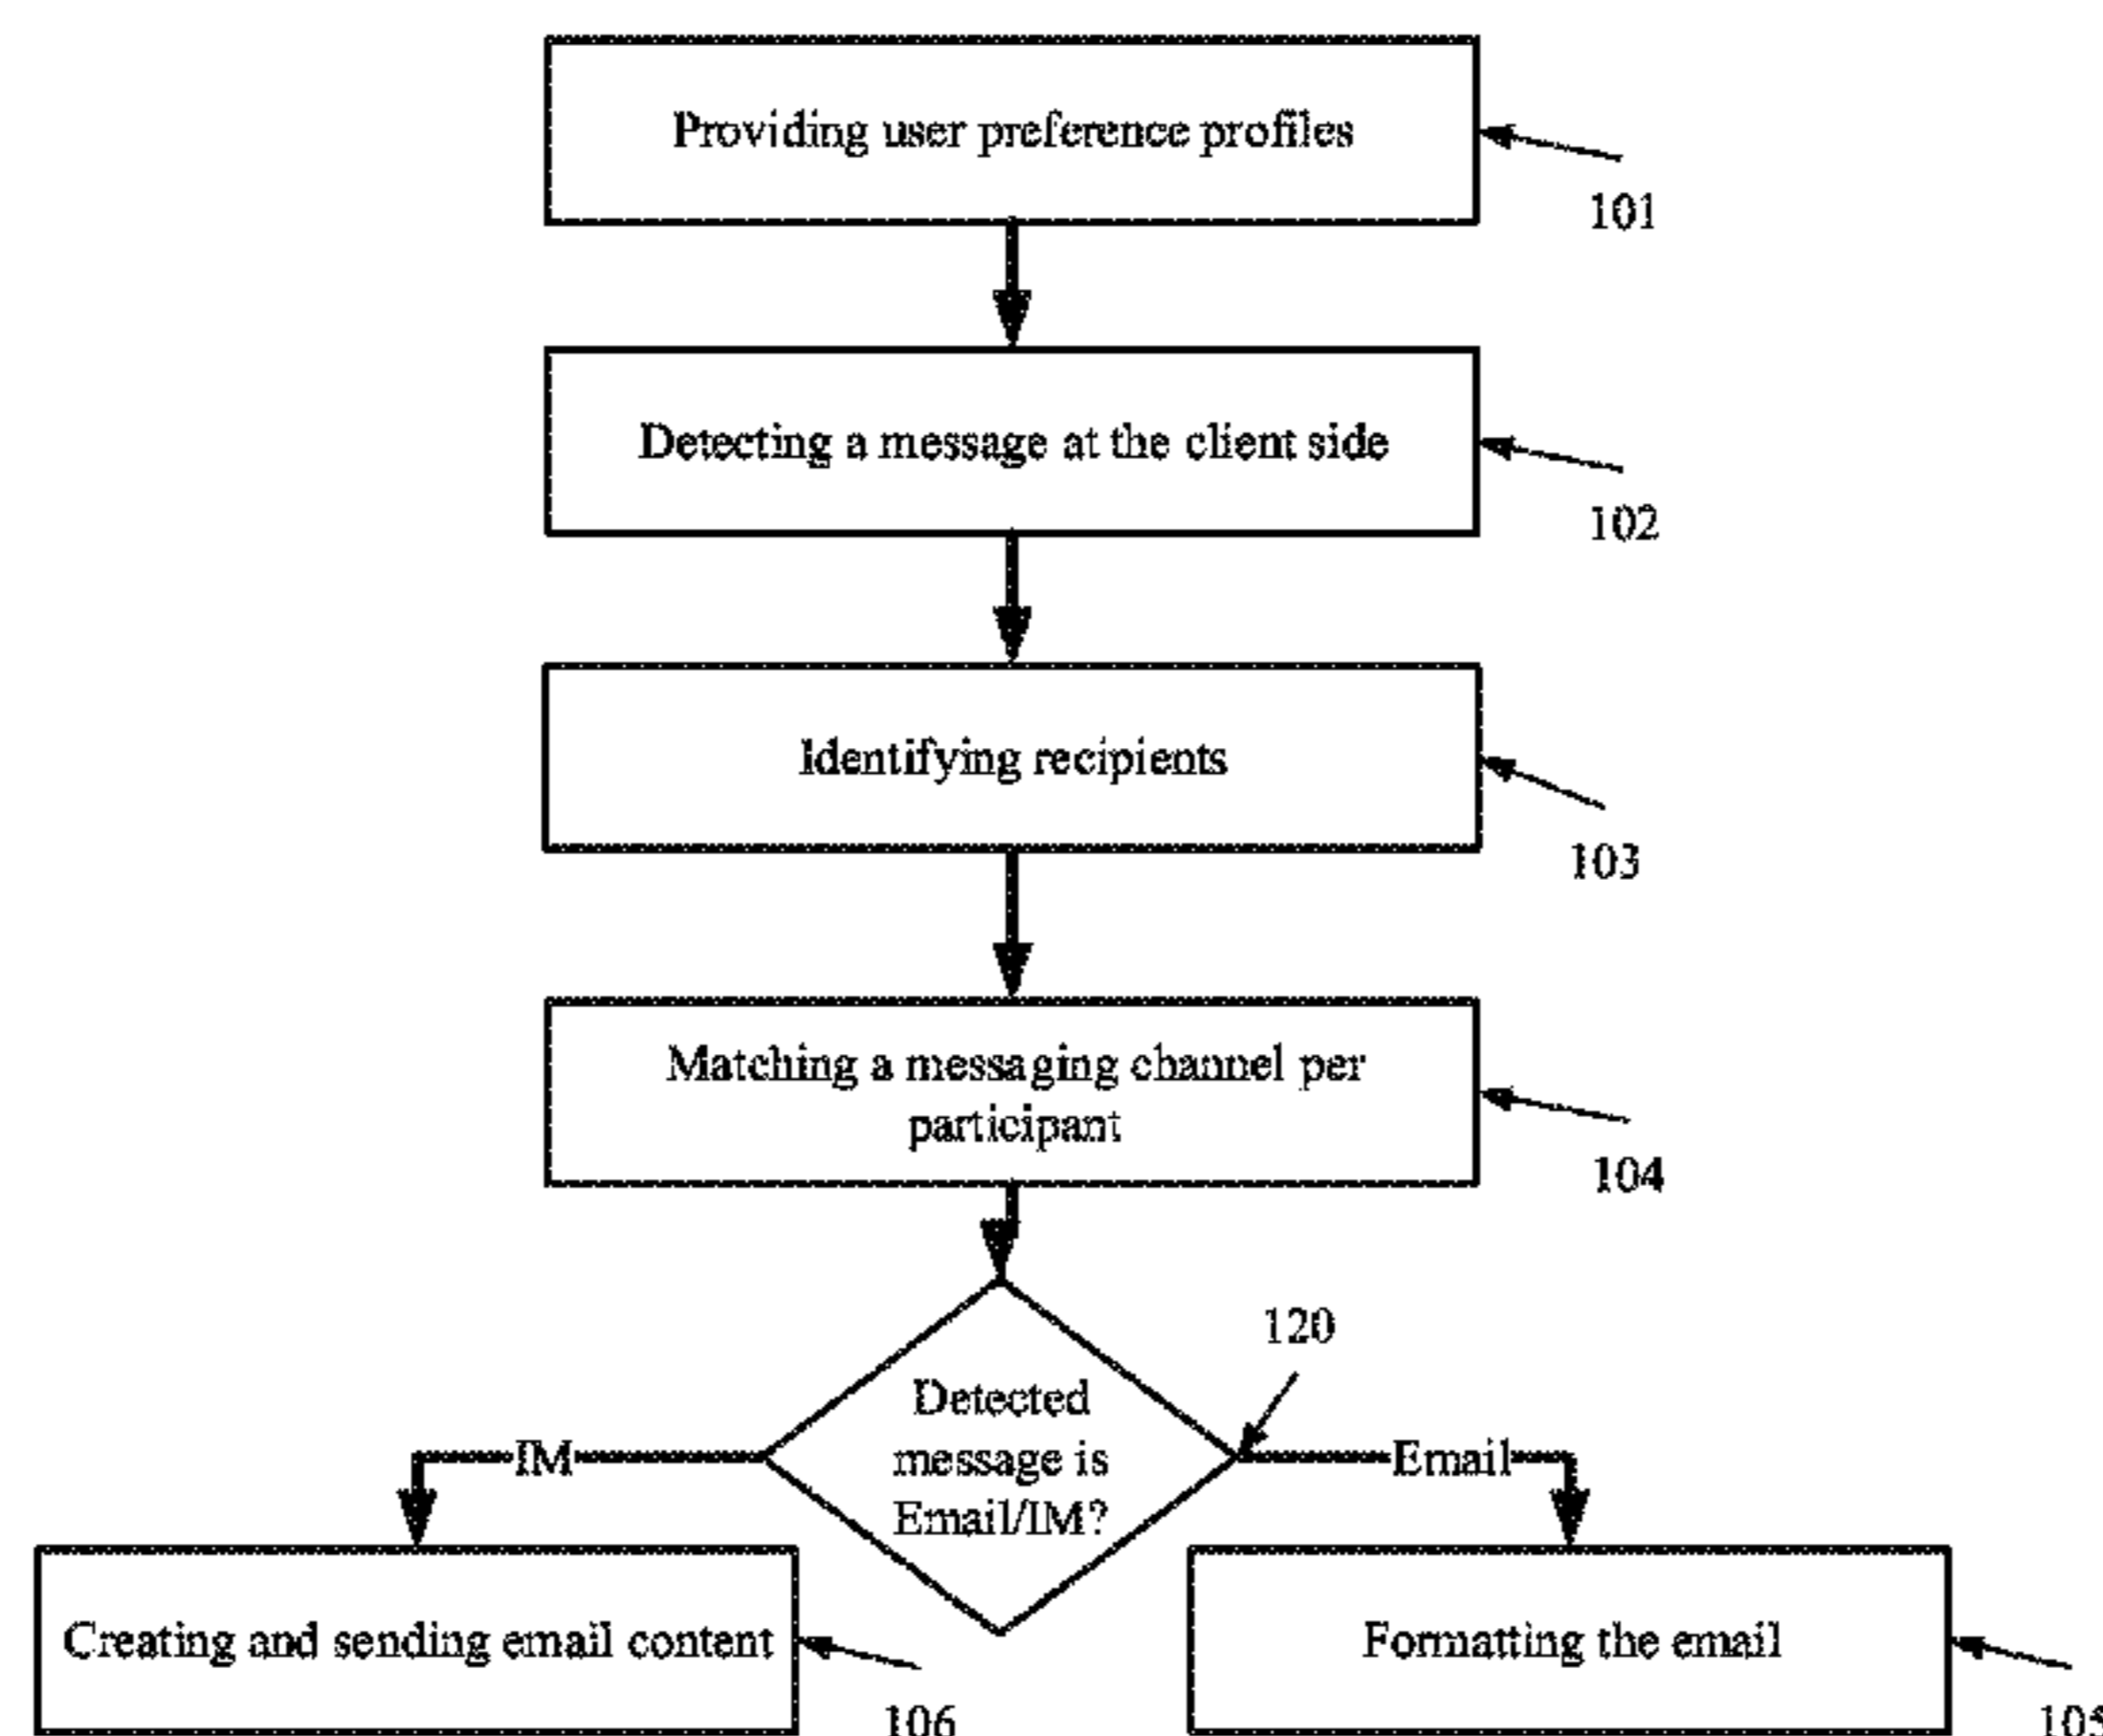 Providing user preference profiles
101
Detecting a message at the client side
102
Identifying recipients
103
Matching a messaging channel per
participant
104
120
Detected
message is
Email/IM?
IM
Email
Creating and sending email content
106
Formatting the email
105